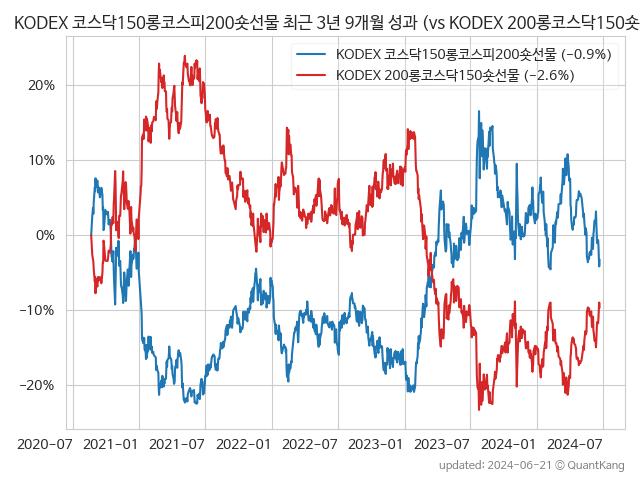 KODEX 코스닥150롱코스피200숏선물 최근 3년 9개월 성과 (vs KODEX 200롱코스닥150숏
KODEX 코스닥150롱코스피200숏선물 (−0.9%)
KODEX 200롱코스닥150숏선물 (−2.6%)
20%
10%
0%
−10%
−20%
2020-07 2021-01 2021-07 2022-01 2022-07 2023-01 2023-07 2024-01 2024-07
updated: 2024-06-21 © QuantKang